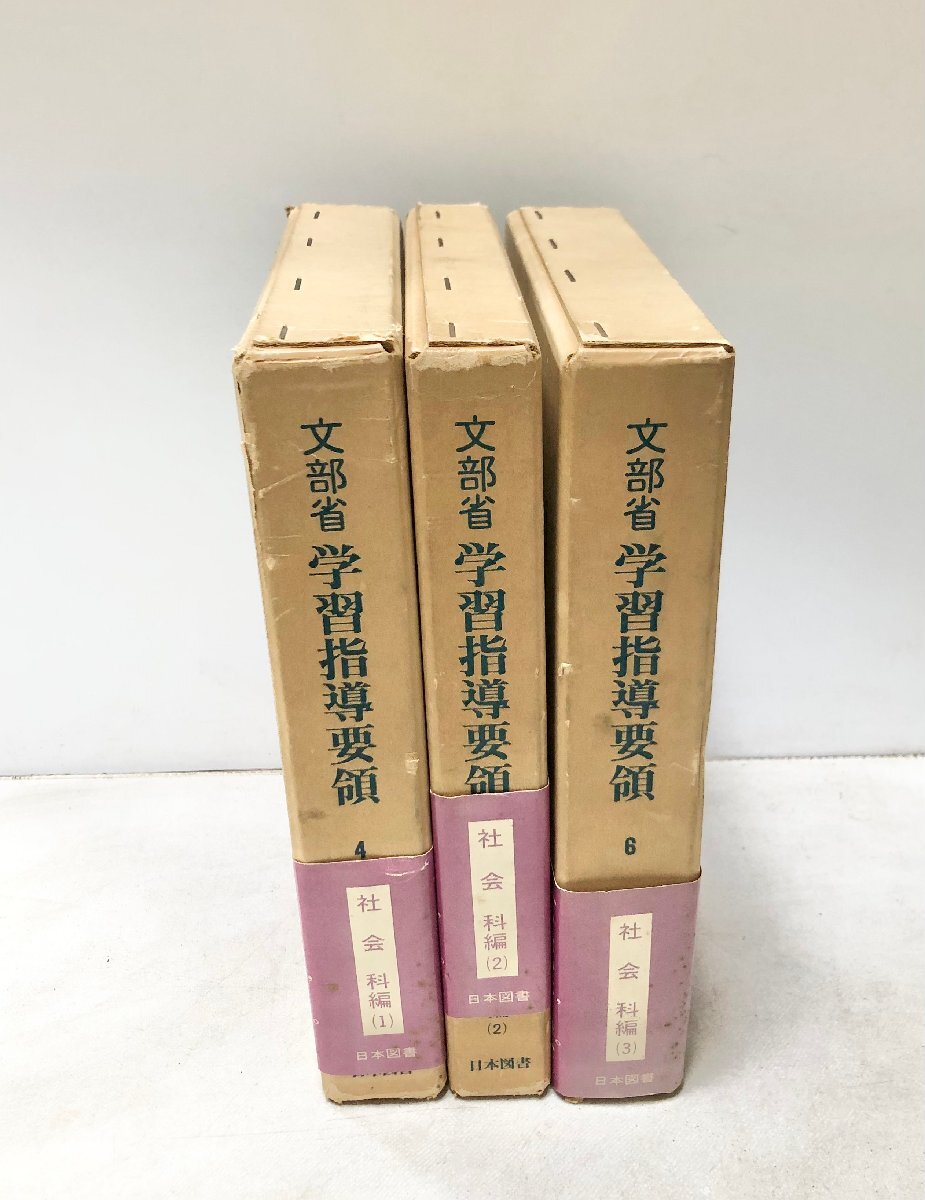 文部省 学習指導要領
4
社会科編(1)
日本図書
文部省 学習指導要領
社会科編(2)
日本図書
(2)
日本図書
文部省 学習指導要領
6
社会科編(3)
日本図書